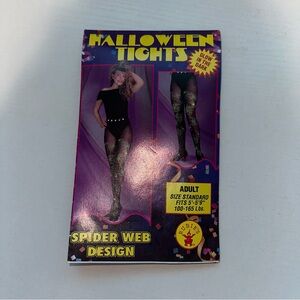 HALLOWEEN
TIGHTS
GLOWS
IN THE
DARK
ADULT
SIZE STANDARD
FITS 5'-5'9"
100-165 Lbs.
RUBIE'S
SPIDER WEB
DESIGN